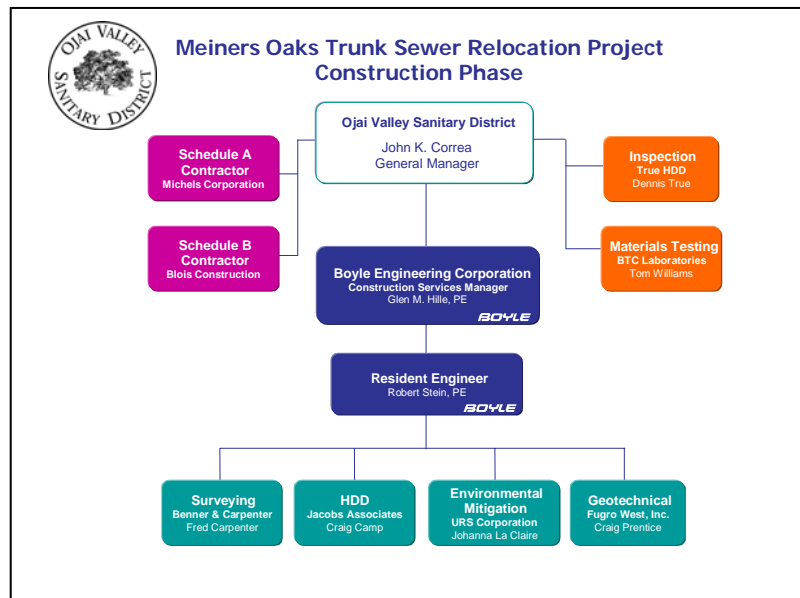 OJAI VALLEY
SANITARY DISTRICT
Meiners Oaks Trunk Sewer Relocation Project
Construction Phase
Ojai Valley Sanitary District
John K. Correa
General Manager
Schedule A
Contractor
Michels Corporation
Inspection
True HDD
Dennis True
Schedule B
Contractor
Blois Construction
Materials Testing
BTC Laboratories
Tom Williams
Boyle Engineering Corporation
Construction Services Manager
Glen M. Hille, PE
BOYLE
Resident Engineer
Robert Stein, PE
BOYLE
Surveying
Benner & Carpenter
Fred Carpenter
HDD
Jacobs Associates
Craig Camp
Environmental
Mitigation
URS Corporation
Johanna La Claire
Geotechnical
Fugro West, Inc.
Craig Prentice